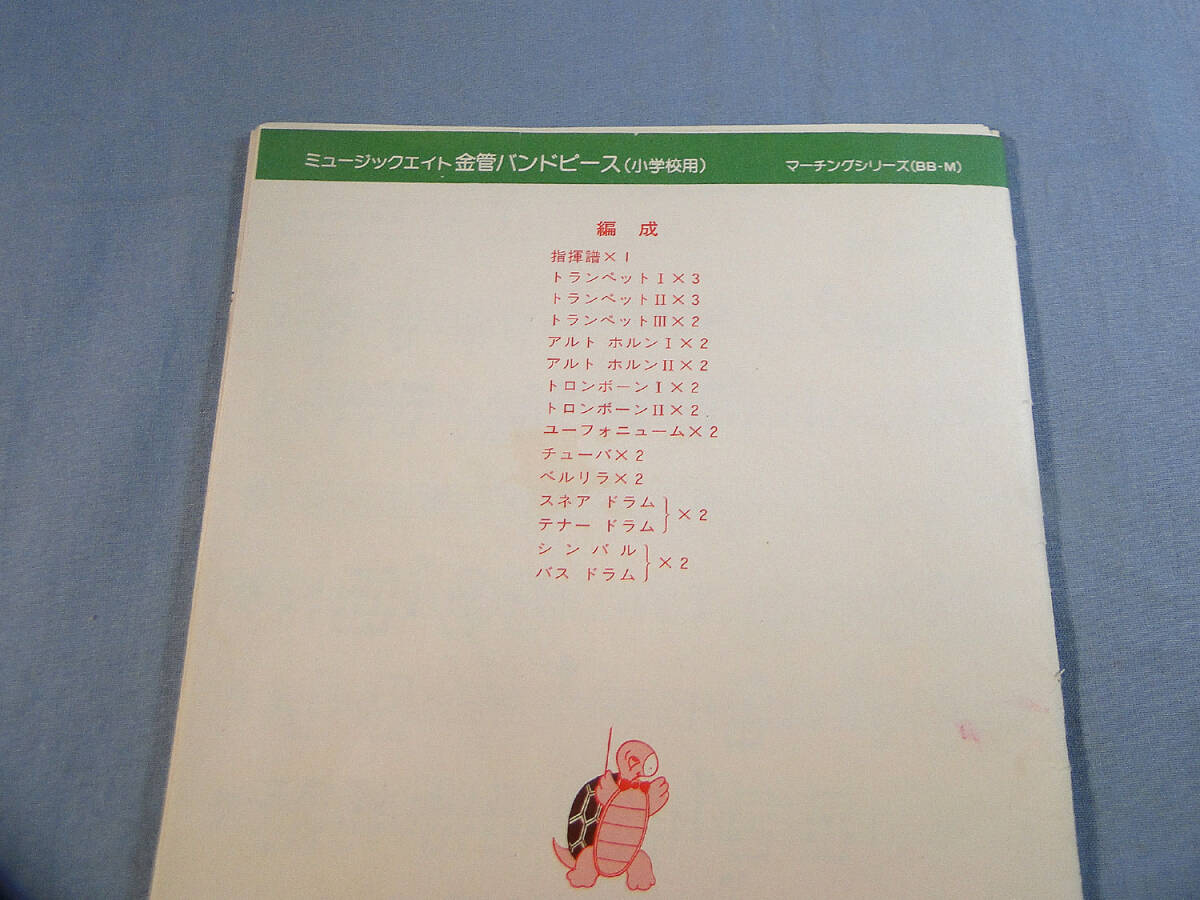 ミュージックエイト 金管バンドピース(小学校用) マーチングシリーズ(BB-M)
編 成
指揮譜×1
トランペットⅠ×3
トランペットⅡ×3
トランペットⅢ×2
アルト ホルンⅠ×2
アルト ホルンⅡ×2
トロンボーンⅠ×2
トロンボーンⅡ×2
ユーフォニューム×2
チューバ×2
ベルリラ×2
スネア ドラム
テナー ドラム }×2
シンバル
バス ドラム }×2